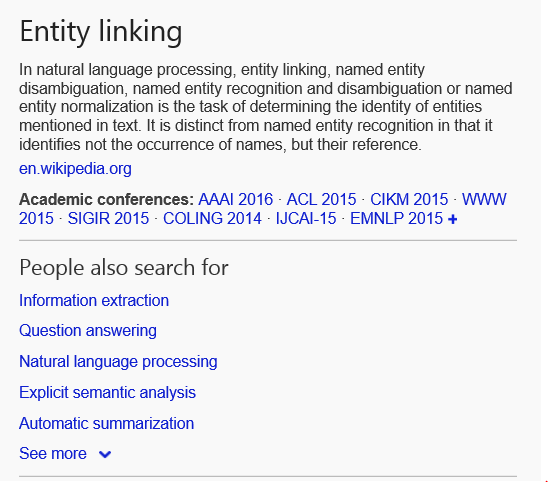 Entity linking
In natural language processing, entity linking, named entity
disambiguation, named entity recognition and disambiguation or named
entity normalization is the task of determining the identity of entities
mentioned in text. It is distinct from named entity recognition in that it
identifies not the occurrence of names, but their reference.
en.wikipedia.org
Academic conferences: AAAI 2016 · ACL 2015 · CIKM 2015 · WWW
2015 · SIGIR 2015 · COLING 2014 · IJCAI-15 · EMNLP 2015 +
People also search for
Information extraction
Question answering
Natural language processing
Explicit semantic analysis
Automatic summarization
See more